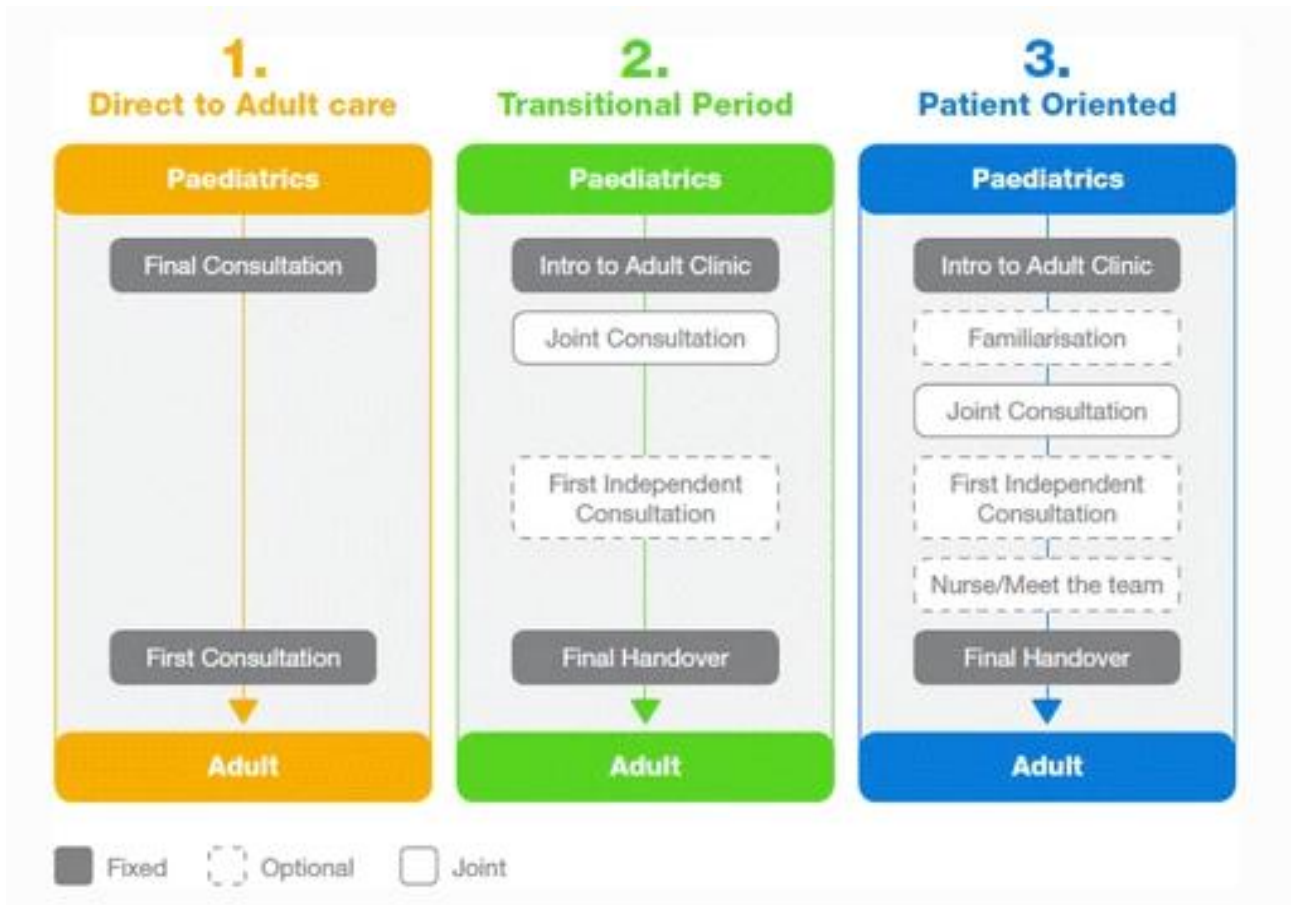 1.
Direct to Adult care
Paediatrics
Final Consultation
First Consultation
Adult
2.
Transitional Period
Paediatrics
Intro to Adult Clinic
Joint Consultation
First Independent
Consultation
Final Handover
Adult
3.
Patient Oriented
Paediatrics
Intro to Adult Clinic
Familiarisation
Joint Consultation
First Independent
Consultation
Nurse/Meet the team
Final Handover
Adult
Fixed
Optional
Joint